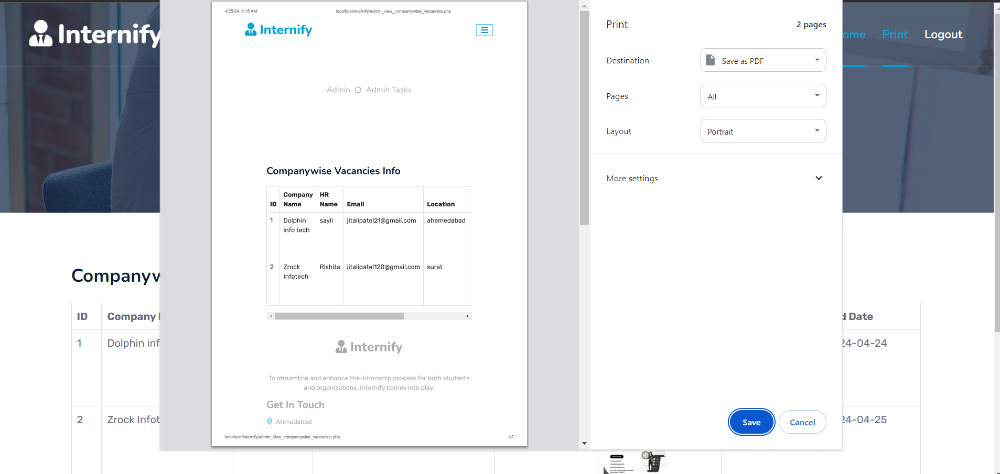 Internify
Home Print Logout
4/25/24, 8:15 AM localhost/internify/admin_view_compamywise_vacancies.php
Internify
Admin Admin Tasks
Companywise Vacancies Info
ID Company Name HR Name Email Location
1 Dolphin info tech sayli jitalipatel21@gmail.com ahemedabad
2 Zrock Infotech Rishita jitalipatel120@gmail.com surat
Internify
To streamline and enhance the internship process for both students
and organizations, Internify comes into play.
Get In Touch
Ahmedabad
localhost/internify/admin_view_compamywise_vacancies.php 1/2
Print 2 pages
Destination Save as PDF
Pages All
Layout Portrait
More settings
Save Cancel
Companyw
ID Company d Date
1 Dolphin inf 24-04-24
2 Zrock Infot 24-04-25